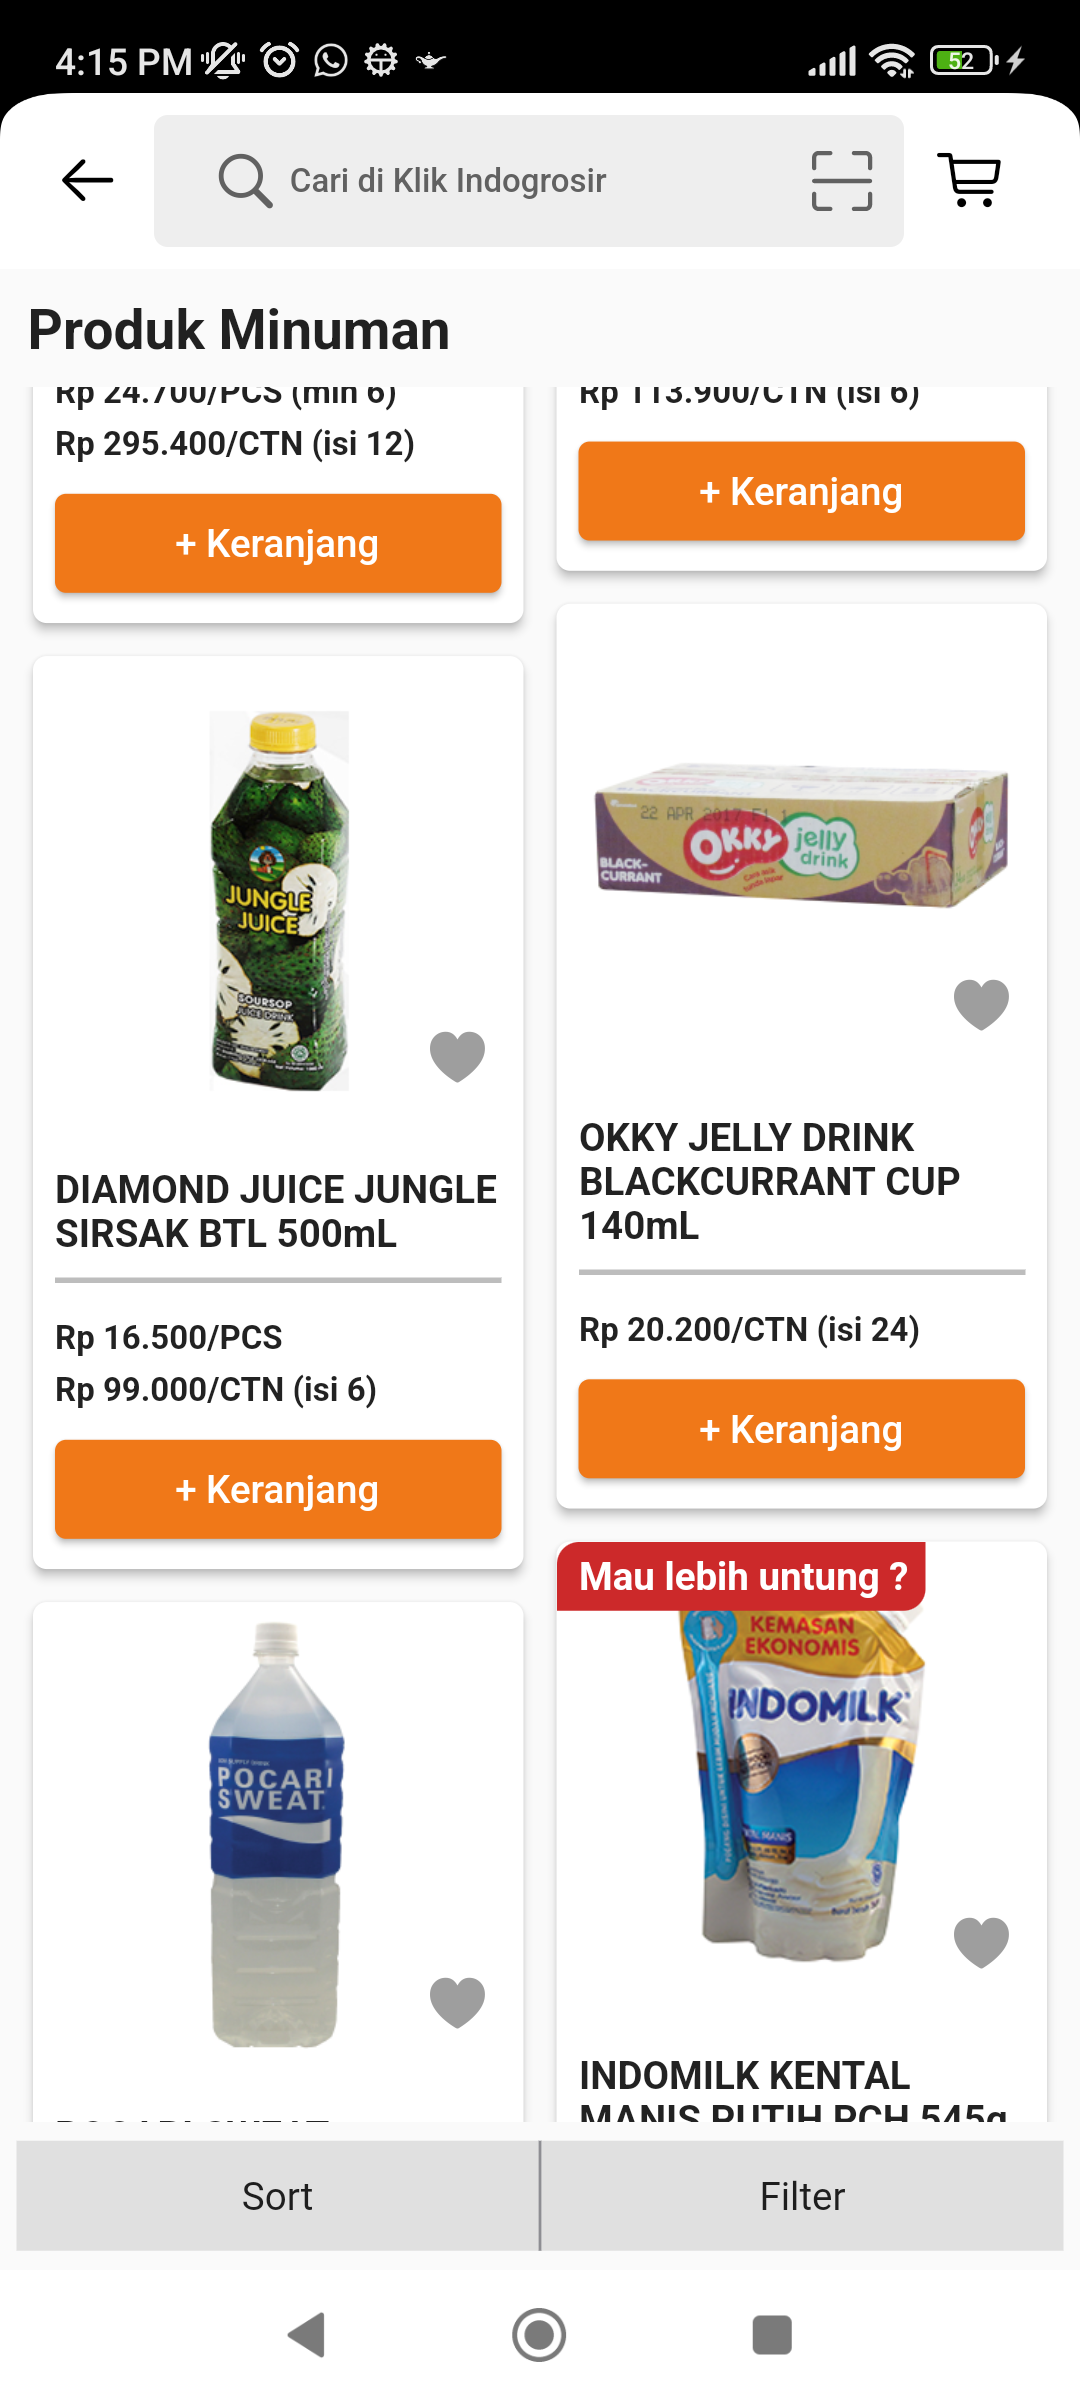 4:15 PM
52
Cari di Klik Indogrosir
Produk Minuman
Rp 24.700/PCS (min 6)
Rp 295.400/CTN (isi 12)
+ Keranjang
Rp 113.900/CTN (isi 6)
+ Keranjang
JUNGLE
JUICE
SOURSOP
JUICE DRINK
DIAMOND JUICE JUNGLE
SIRSAK BTL 500mL
Rp 16.500/PCS
Rp 99.000/CTN (isi 6)
+ Keranjang
22 APR 2017 F1 1
OKKY
jelly
drink
BLACK-
CURRANT
OKKY JELLY DRINK
BLACKCURRANT CUP
140mL
Rp 20.200/CTN (isi 24)
+ Keranjang
POCARI
SWEAT
POCARI SWEAT
Mau lebih untung ?
KEMASAN
EKONOMIS
INDOMILK
INDOMILK KENTAL
MANIS PUTIH PCH 545g
Sort
Filter